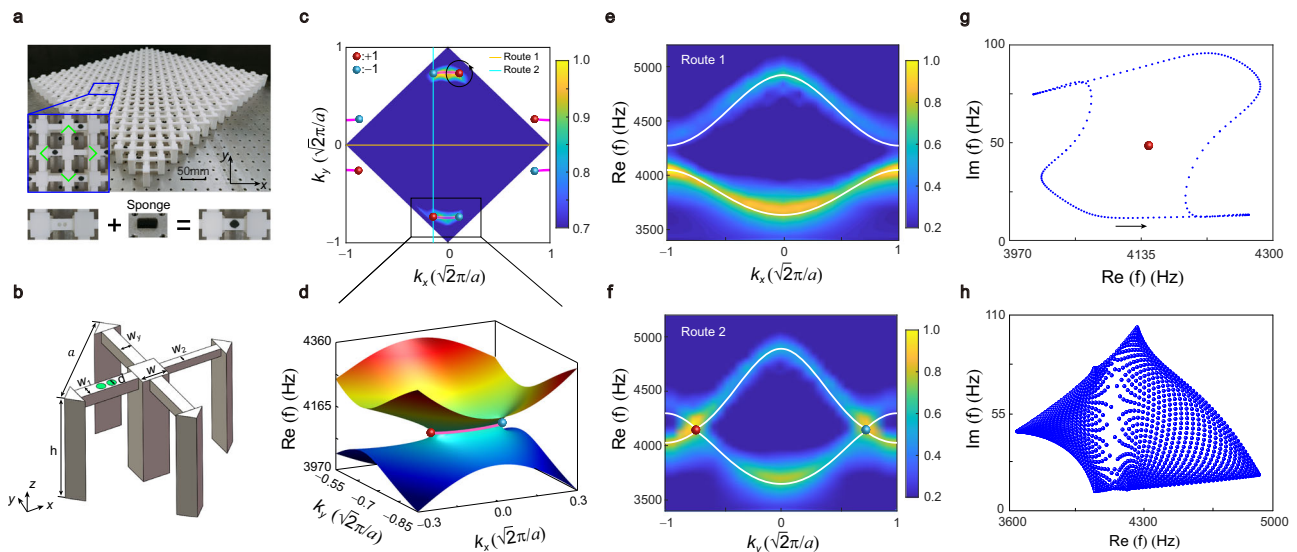 a
y
x
50mm
Sponge
+
=
b
a
w_y
w_2
w_1
d
w
h
z
y
x
c
:+1
:−1
Route 1
Route 2
1
0
−1
k_y (√2π/a)
−1
0
1
k_x (√2π/a)
1.0
0.9
0.8
0.7
d
4360
4165
3970
Re (f) (Hz)
−0.55
−0.7
−0.85
k_y (√2π/a)
−0.3
0.0
0.3
k_x (√2π/a)
e
Route 1
5000
4500
4000
3500
Re (f) (Hz)
−1
0
1
k_x (√2π/a)
1.0
0.8
0.6
0.4
0.2
f
Route 2
5000
4500
4000
3500
Re (f) (Hz)
−1
0
1
k_y (√2π/a)
1.0
0.8
0.6
0.4
0.2
g
100
50
0
Im (f) (Hz)
3970
4135
4300
Re (f) (Hz)
h
110
55
0
Im (f) (Hz)
3600
4300
5000
Re (f) (Hz)